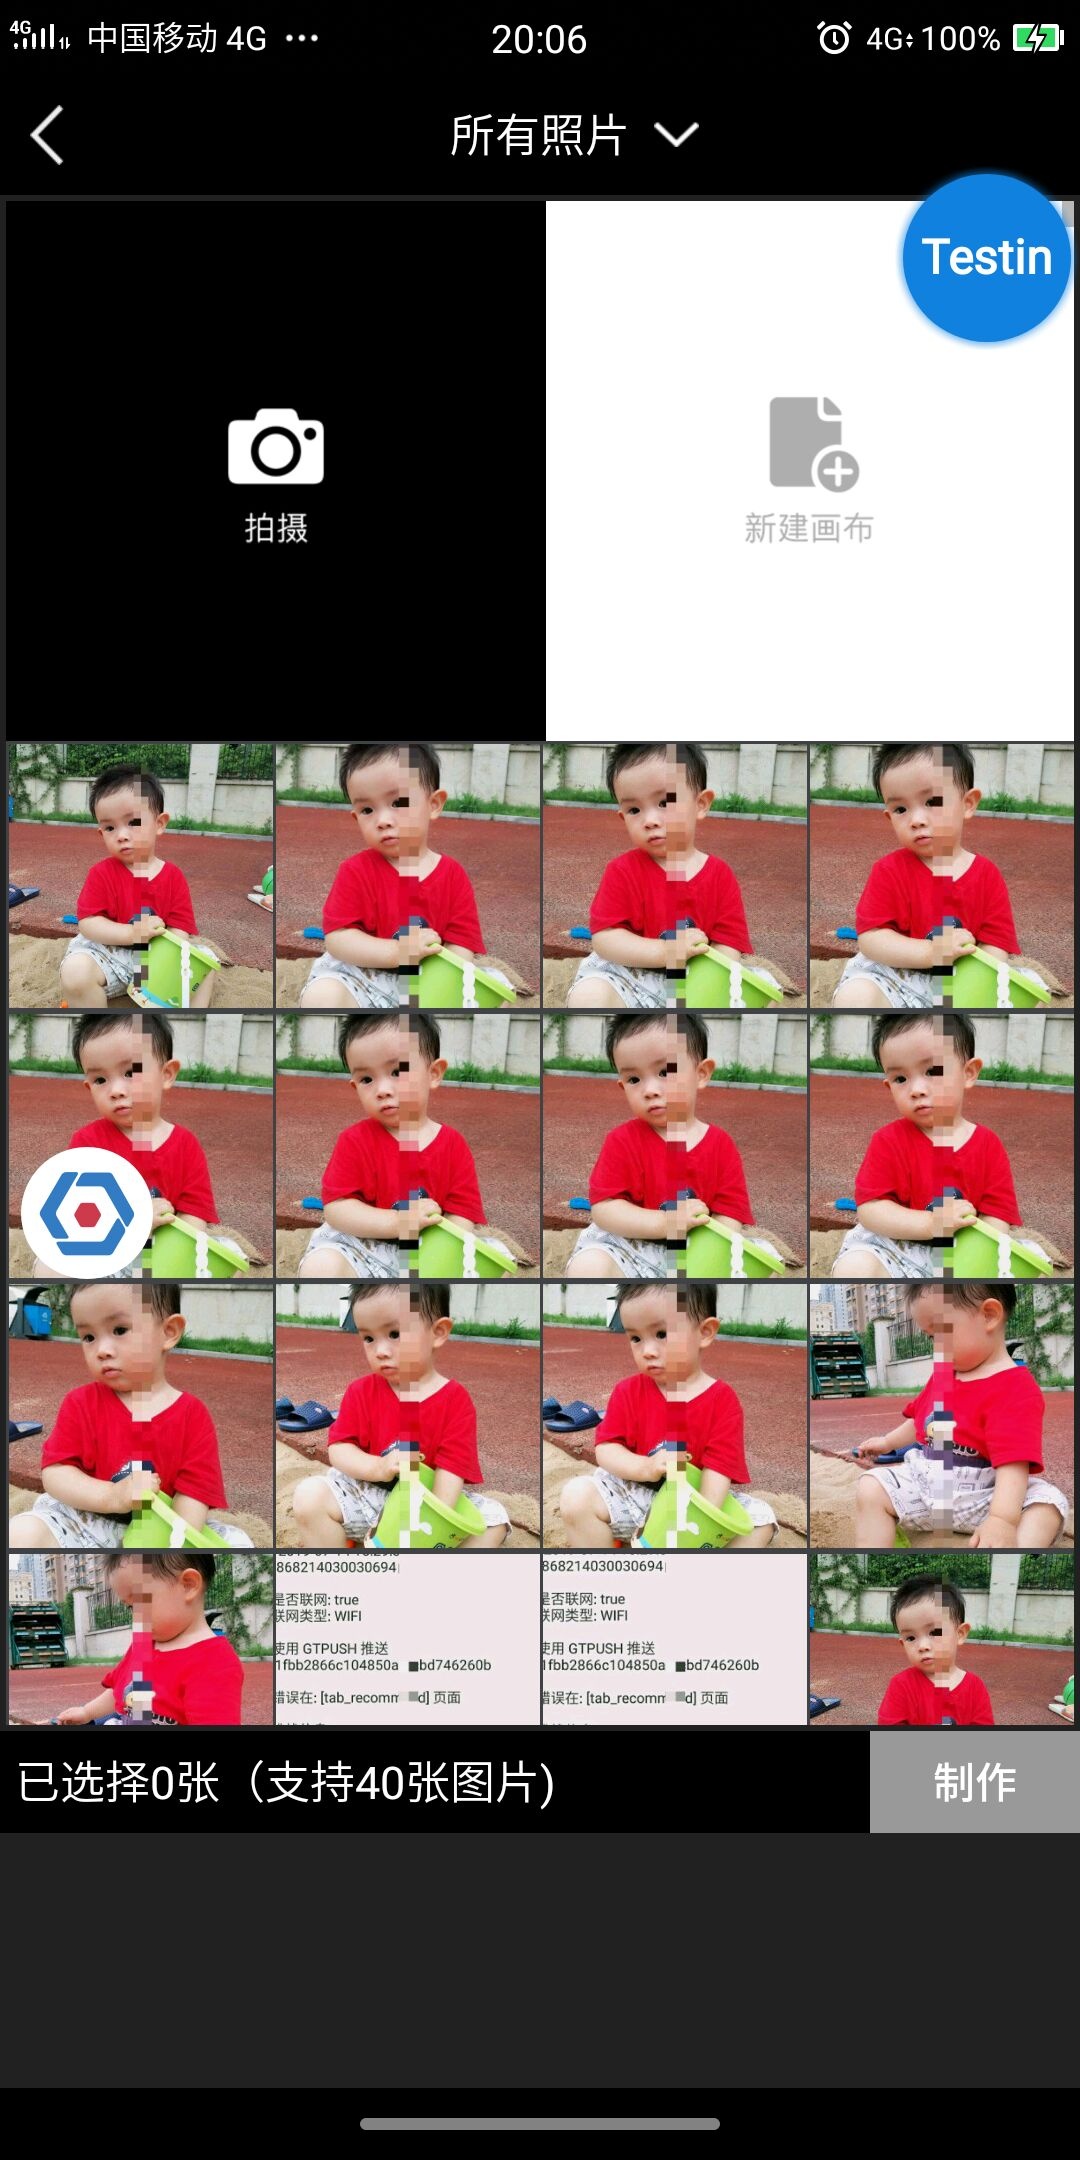 4G 中国移动 4G ··· 20:06 4G 100%
所有照片
Testin
拍摄
新建画布
868214030030694
是否联网: true
联网类型: WIFI
使用 GTPUSH 推送
1fbb2866c104850a bd746260b
错误在: [tab_recomm d] 页面
868214030030694
是否联网: true
联网类型: WIFI
使用 GTPUSH 推送
1fbb2866c104850a bd746260b
错误在: [tab_recomm d] 页面
已选择0张（支持40张图片)
制作